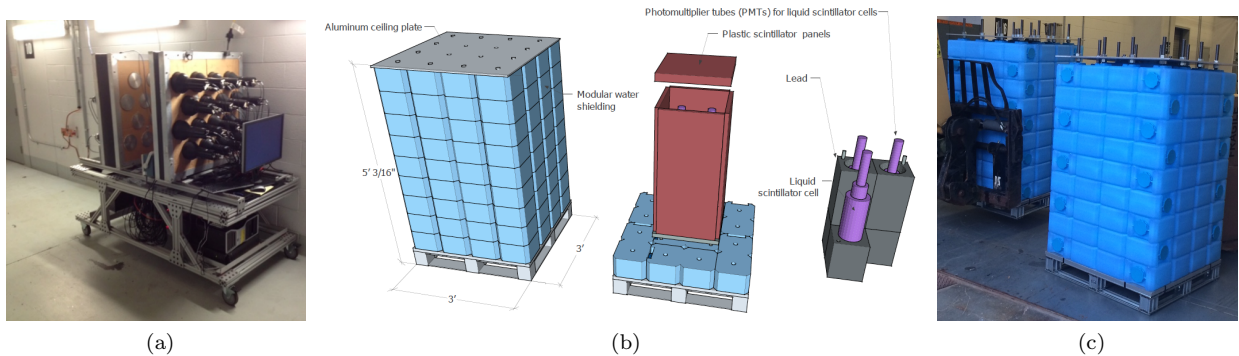 Aluminum ceiling plate
Modular water
shielding
5' 3/16"
3'
3'
Photomultiplier tubes (PMTs) for liquid scintillator cells
Plastic scintillator panels
Lead
Liquid
scintillator cell
(a)
(b)
(c)